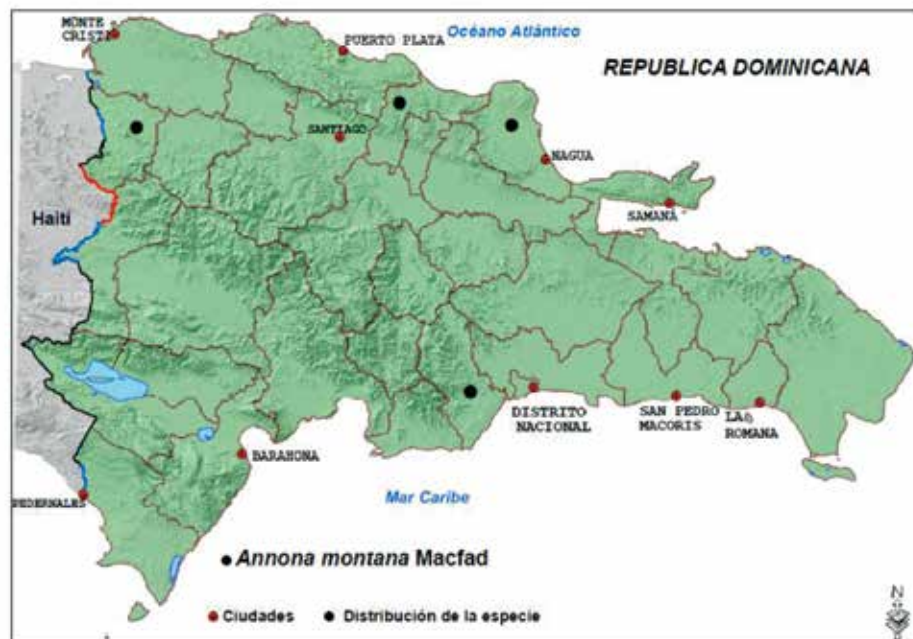 MONTE
CRISTI
PUERTO PLATA
Océano Atlántico
REPUBLICA DOMINICANA
SANTIAGO
NAGUA
Haití
SAMANA
DISTRITO
NACIONAL
SAN PEDRO
MACORIS
LA
ROMANA
BARAHONA
PEDERNALES
Mar Caribe
Annona montana Macfad
Ciudades
Distribución de la especie
N